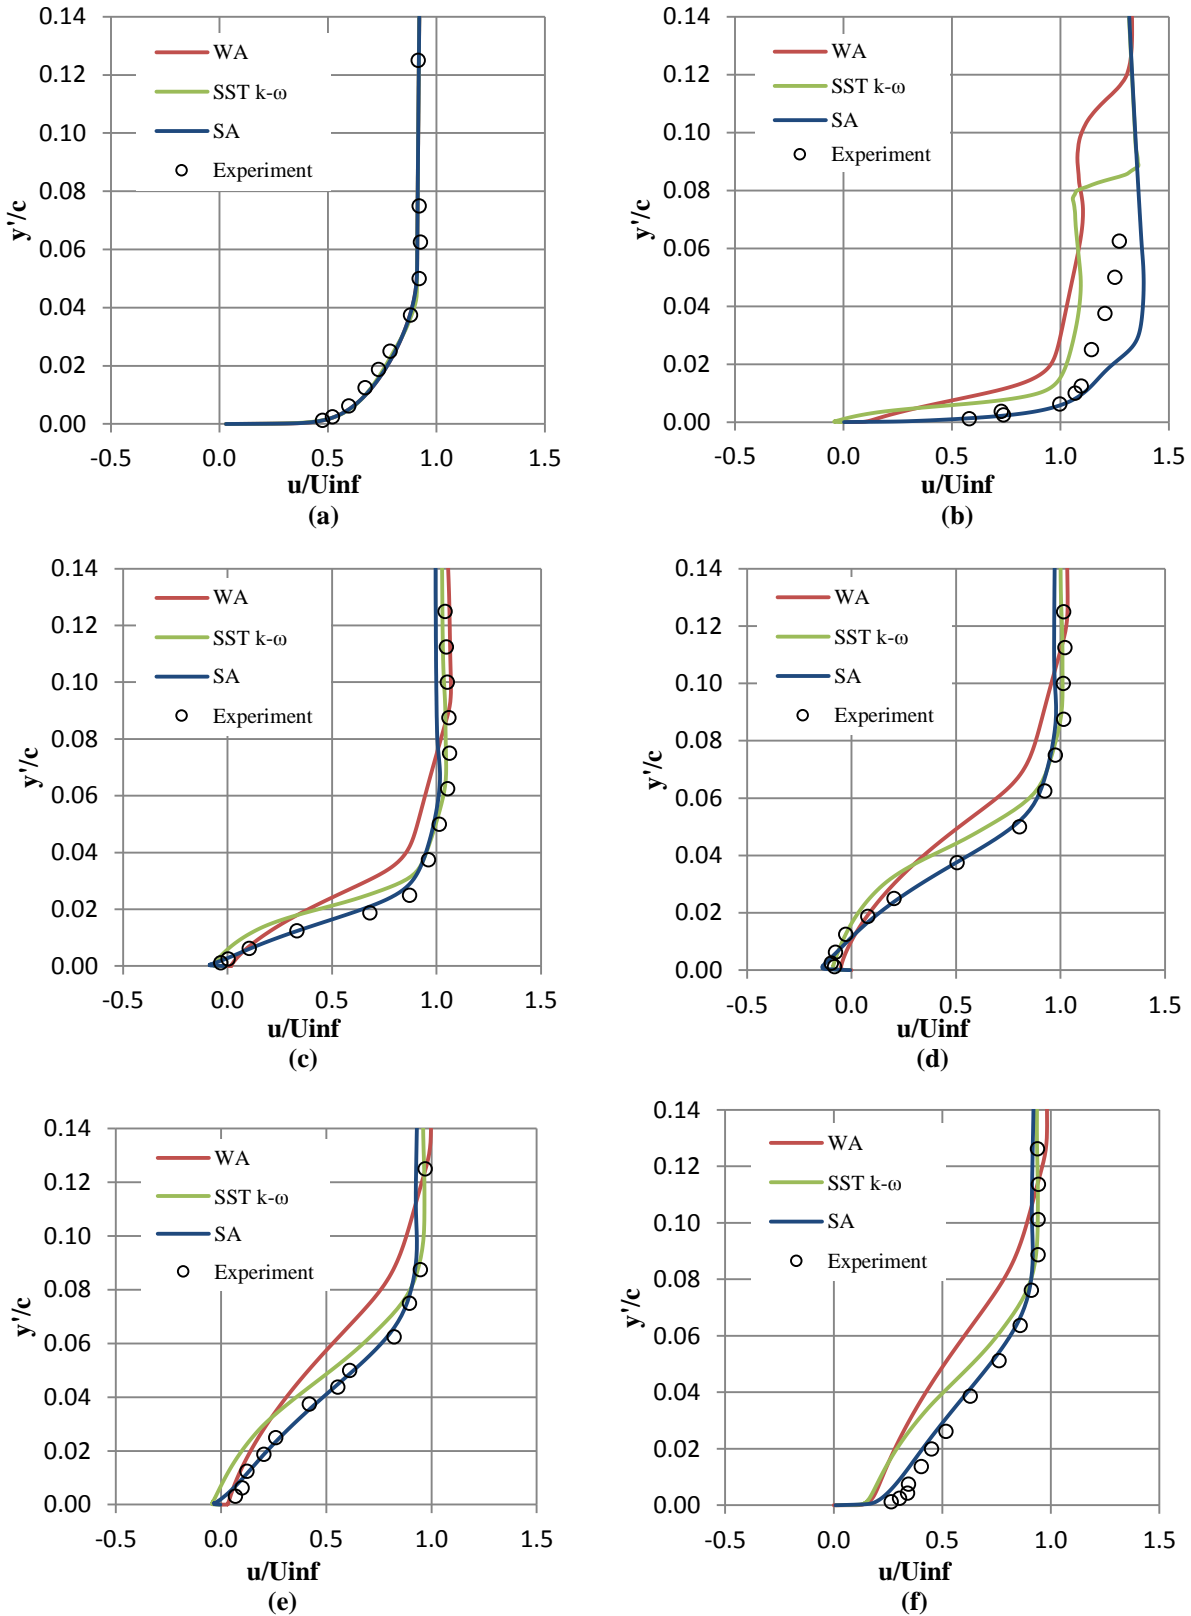 0.14
0.12
0.10
0.08
0.06
0.04
0.02
0.00
y'/c
WA
SST k-ω
SA
Experiment
-0.5 0.0 0.5 1.0 1.5
u/Uinf
(a)
0.14
0.12
0.10
0.08
0.06
0.04
0.02
0.00
y'/c
WA
SST k-ω
SA
Experiment
-0.5 0.0 0.5 1.0 1.5
u/Uinf
(b)
0.14
0.12
0.10
0.08
0.06
0.04
0.02
0.00
y'/c
WA
SST k-ω
SA
Experiment
-0.5 0.0 0.5 1.0 1.5
u/Uinf
(c)
0.14
0.12
0.10
0.08
0.06
0.04
0.02
0.00
y'/c
WA
SST k-ω
SA
Experiment
-0.5 0.0 0.5 1.0 1.5
u/Uinf
(d)
0.14
0.12
0.10
0.08
0.06
0.04
0.02
0.00
y'/c
WA
SST k-ω
SA
Experiment
-0.5 0.0 0.5 1.0 1.5
u/Uinf
(e)
0.14
0.12
0.10
0.08
0.06
0.04
0.02
0.00
y'/c
WA
SST k-ω
SA
Experiment
-0.5 0.0 0.5 1.0 1.5
u/Uinf
(f)